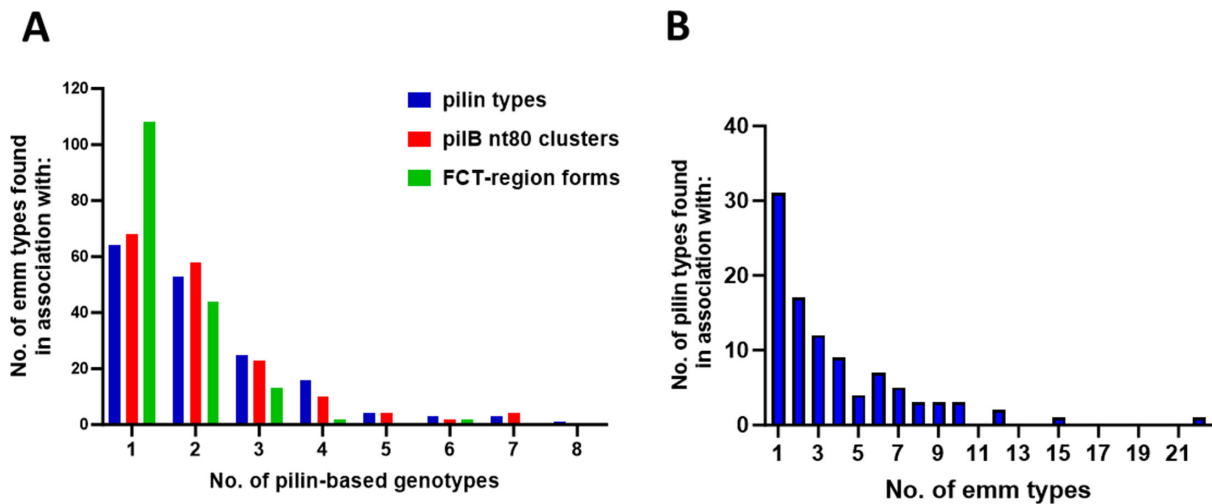 A
No. of emm types found
in association with:
120
100
80
60
40
20
0
pilin types
pilB nt80 clusters
FCT-region forms
1 2 3 4 5 6 7 8
No. of pilin-based genotypes
B
No. of pilin types found
in association with:
40
30
20
10
0
1 3 5 7 9 11 13 15 17 19 21
No. of emm types